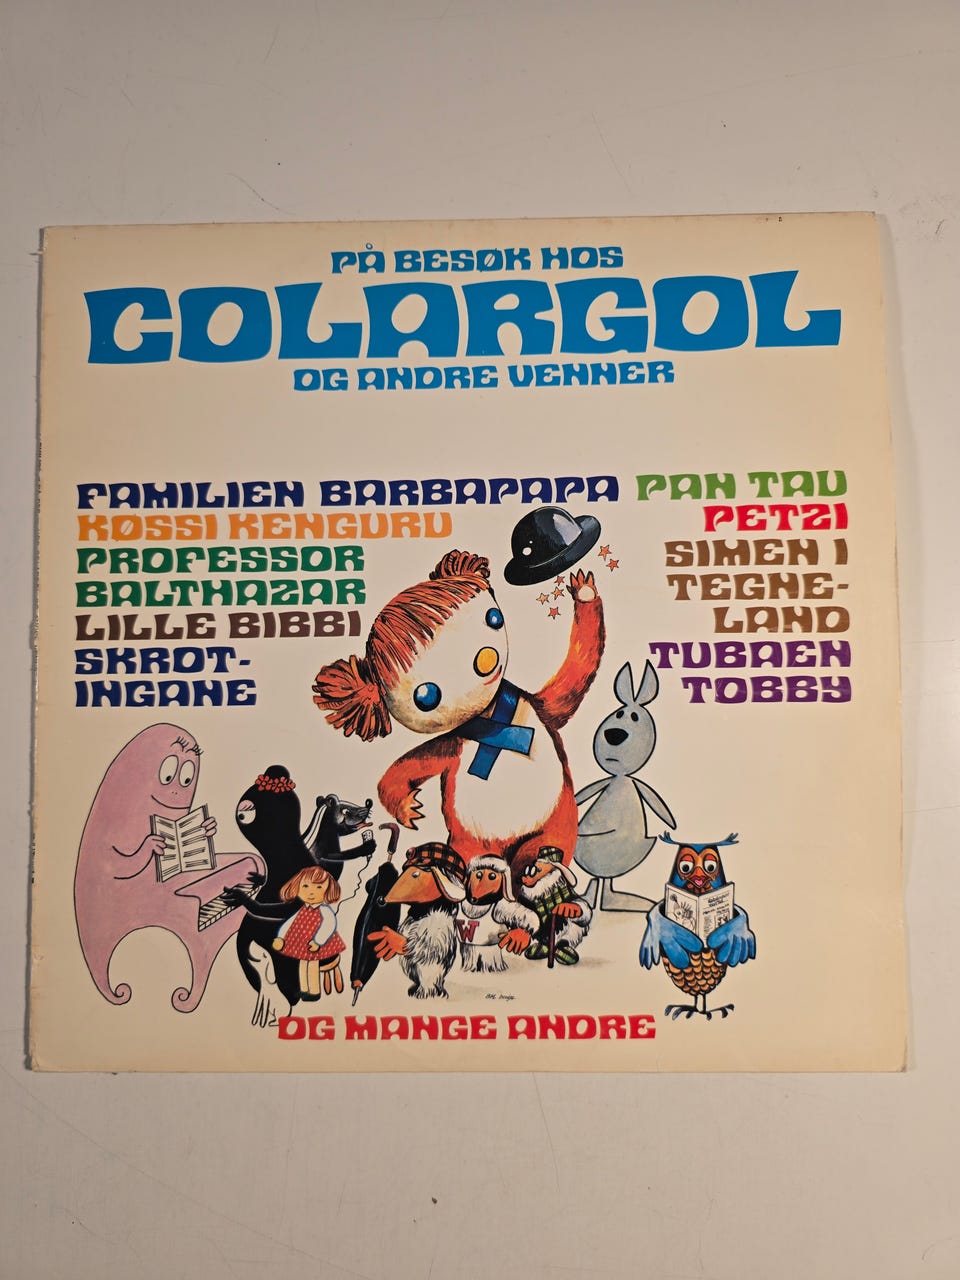 PÅ BESØK HOS
COLARGOL
OG ANDRE VENNER
FAMILIEN BARBAPAPA
KØSSI KENGURU
PROFESSOR
BALTHAZAR
LILLE BIBBI
SKROT-
INGANE
PAN TAU
PETZI
SIMEN I
TEGNE-
LAND
TUBAEN
TOBBY
W
OG MANGE ANDRE